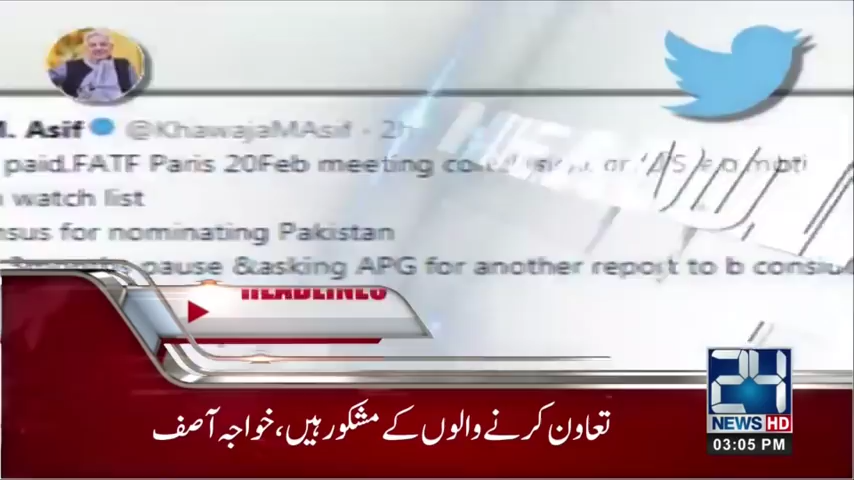 M. Asif @KhawajaMAsif - 2h
paid.FATF Paris 20Feb meeting
watch list
nsus for nominating Pakistan
pause &asking APG for another report to b
HEADLINES
تعاون کرنے والوں کے مشکور ہیں، خواجہ آصف
24
NEWS HD
03:05 PM